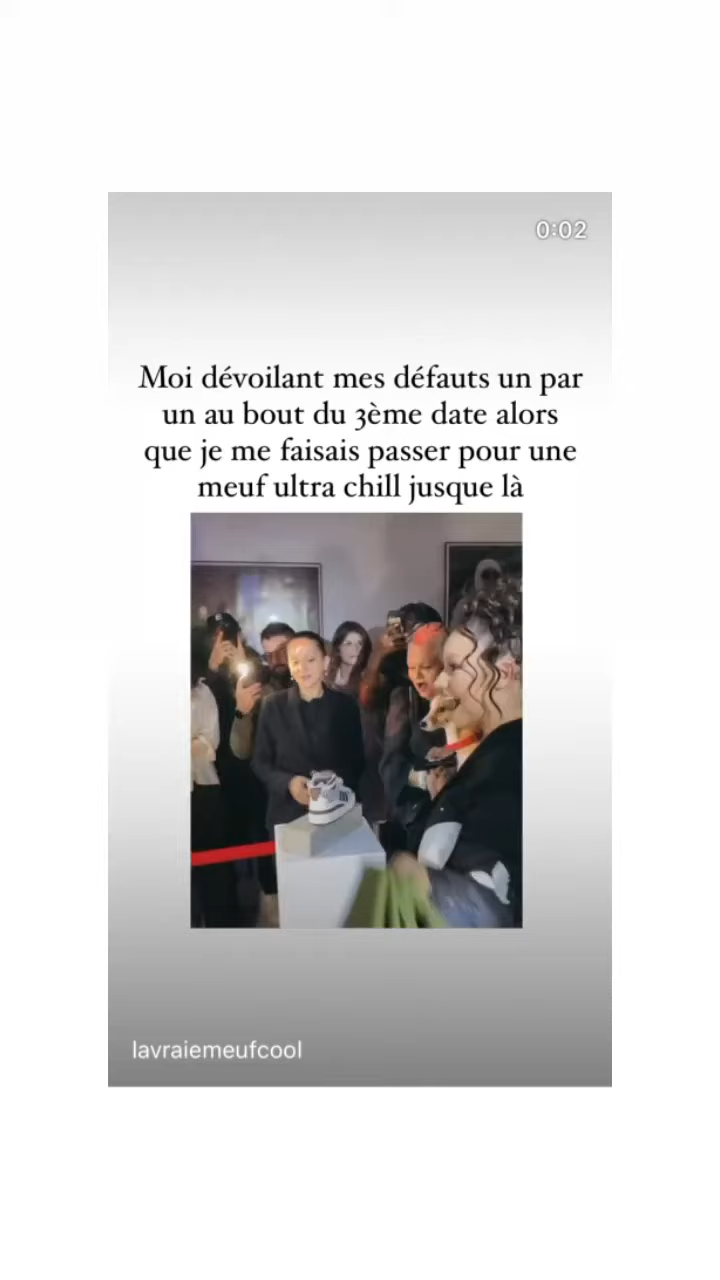 0:02
Moi dévoilant mes défauts un par
un au bout du 3ème date alors
que je me faisais passer pour une
meuf ultra chill jusque là
lavraiemeufcool